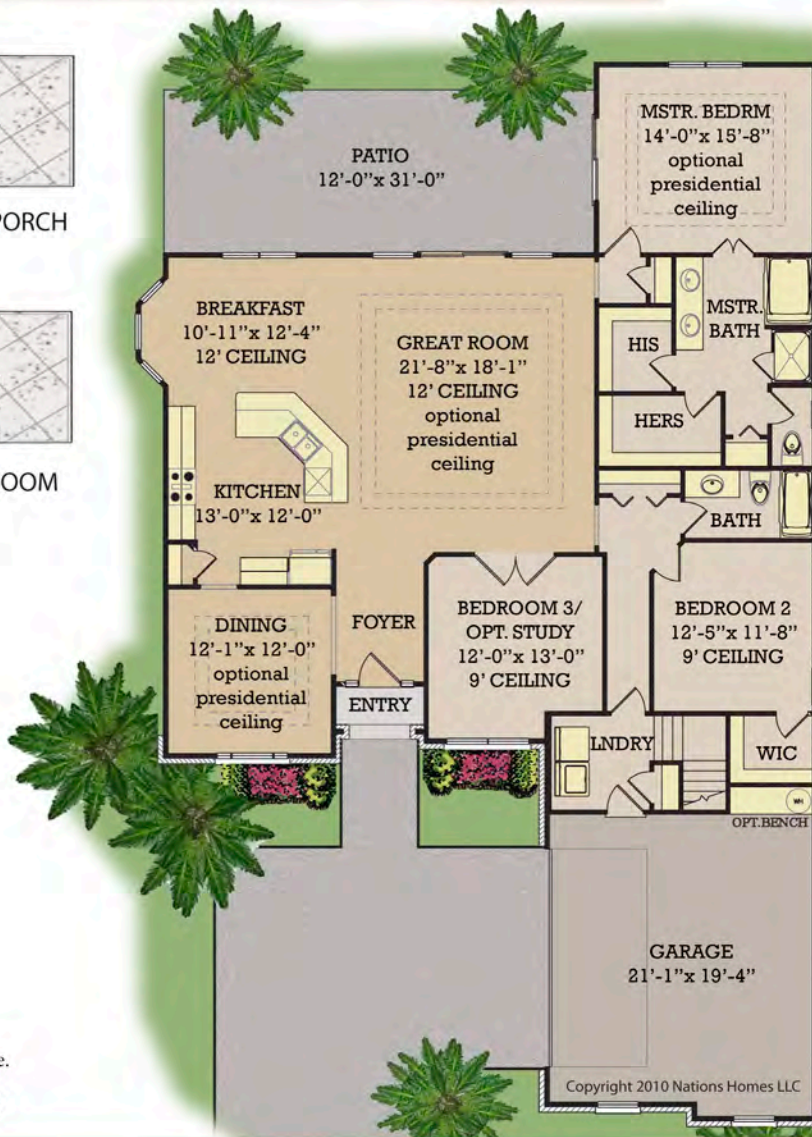 PORCH
OOM
PATIO
12'-0"x 31'-0"
MSTR. BEDRM
14'-0"x 15'-8"
optional
presidential
ceiling
BREAKFAST
10'-11"x 12'-4"
12' CEILING
GREAT ROOM
21'-8"x 18'-1"
12' CEILING
optional
presidential
ceiling
MSTR.
BATH
HIS
HERS
KITCHEN
13'-0"x 12'-0"
BATH
DINING
12'-1"x 12'-0"
optional
presidential
ceiling
FOYER
ENTRY
BEDROOM 3/
OPT. STUDY
12'-0"x 13'-0"
9' CEILING
BEDROOM 2
12'-5"x 11'-8"
9' CEILING
LNDRY
WIC
WH
OPT.BENCH
GARAGE
21'-1"x 19'-4"
e.
Copyright 2010 Nations Homes LLC